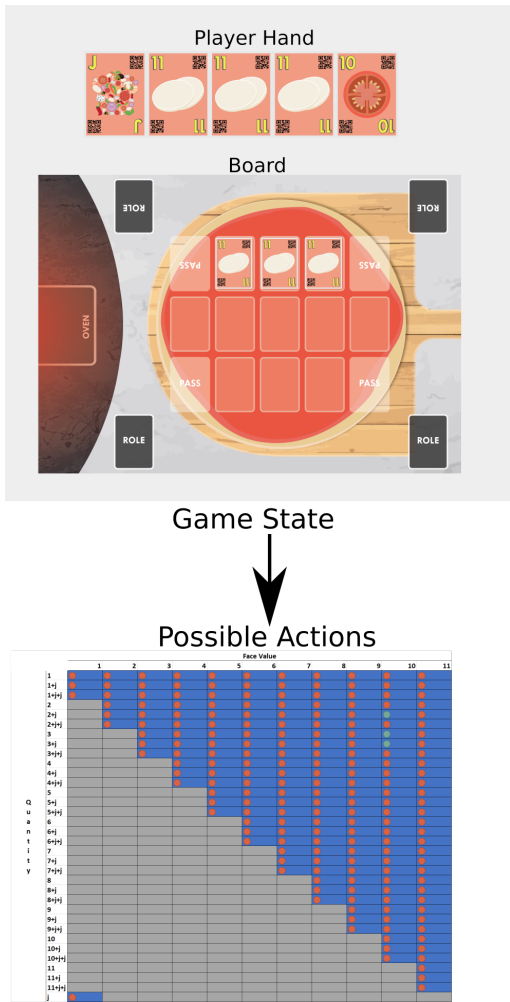 Player Hand
J 11 11 11 10
J 11 11 11 10
Board
ROLE ROLE
PASS 11 11 11 PASS
11 11 11
OVEN
PASS PASS
ROLE ROLE
Game State
Possible Actions
Face Value
1 2 3 4 5 6 7 8 9 10 11
1
1+j
1+j+j
2
2+j
2+j+j
3
3+j
3+j+j
4
4+j
4+j+j
5
5+j
5+j+j
6
6+j
6+j+j
7
7+j
7+j+j
8
8+j
8+j+j
9
9+j
9+j+j
10
10+j
10+j+j
11
11+j
11+j+j
j
Quantity